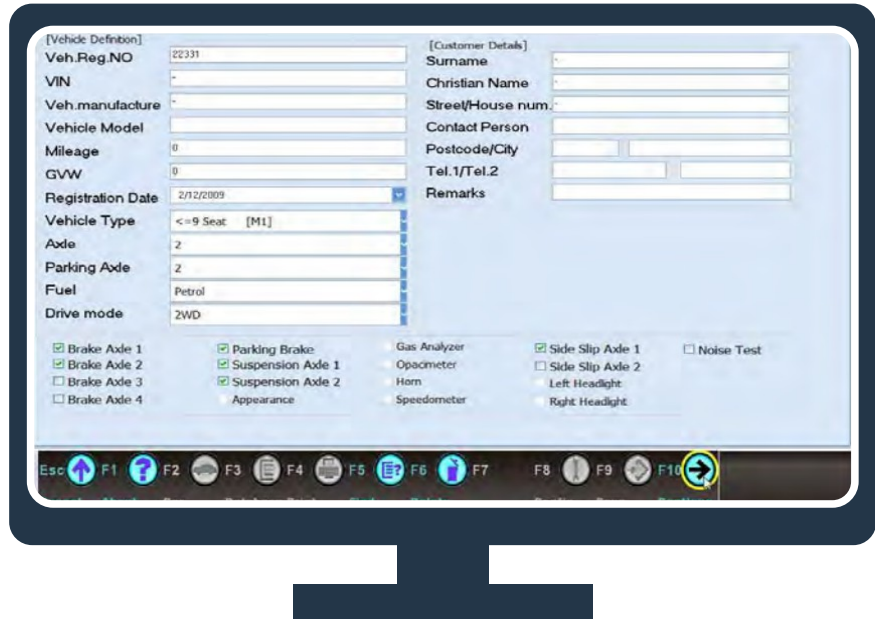 [Vehicle Definition]
Veh.Reg.NO 22331
VIN -
Veh.manufacture -
Vehicle Model
Mileage 0
GVW 0
Registration Date 2/12/2009
Vehicle Type <=9 Seat [M1]
Axle 2
Parking Axle 2
Fuel Petrol
Drive mode 2WD
[Customer Details]
Surname -
Christian Name -
Street/House num. -
Contact Person
Postcode/City
Tel.1/Tel.2
Remarks
Brake Axle 1 Parking Brake Gas Analyzer Side Slip Axle 1 Noise Test
Brake Axle 2 Suspension Axle 1 Opacimeter Side Slip Axle 2
Brake Axle 3 Suspension Axle 2 Horn Left Headlight
Brake Axle 4 Appearance Speedometer Right Headlight
Esc F1 ? F2 F3 F4 F5 ? F6 F7 F8 F9 F10